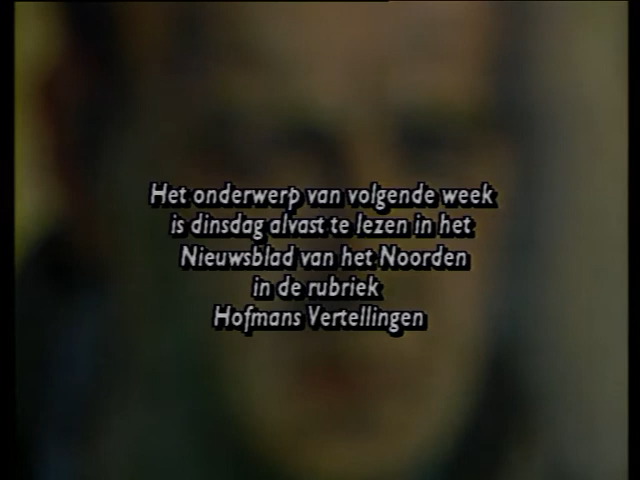 Het onderwerp van volgende week
is dinsdag alvast te lezen in het
Nieuwsblad van het Noorden
in de rubriek
Hofmans Vertellingen